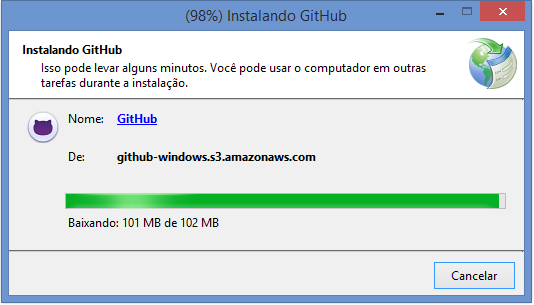 (98%) Instalando GitHub
Instalando GitHub
Isso pode levar alguns minutos. Você pode usar o computador em outras
tarefas durante a instalação.
Nome: GitHub
De: github-windows.s3.amazonaws.com
Baixando: 101 MB de 102 MB
Cancelar